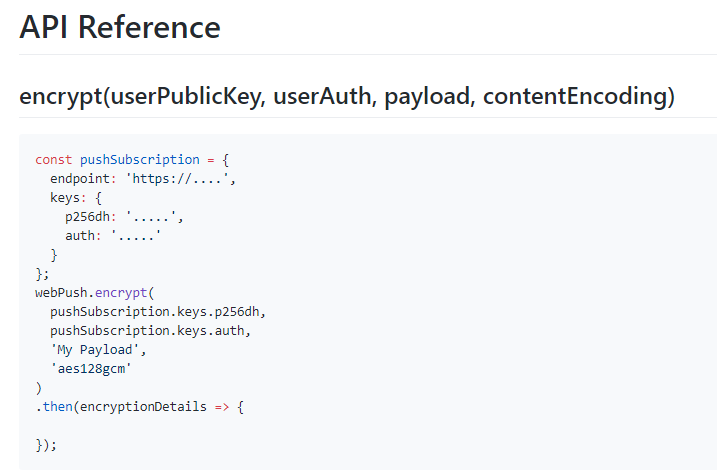 API Reference
encrypt(userPublicKey, userAuth, payload, contentEncoding)
const pushSubscription = {
  endpoint: 'https://....',
  keys: {
    p256dh: '.....',
    auth: '.....'
  }
};
webPush.encrypt(
  pushSubscription.keys.p256dh,
  pushSubscription.keys.auth,
  'My Payload',
  'aes128gcm'
)
.then(encryptionDetails => {

});